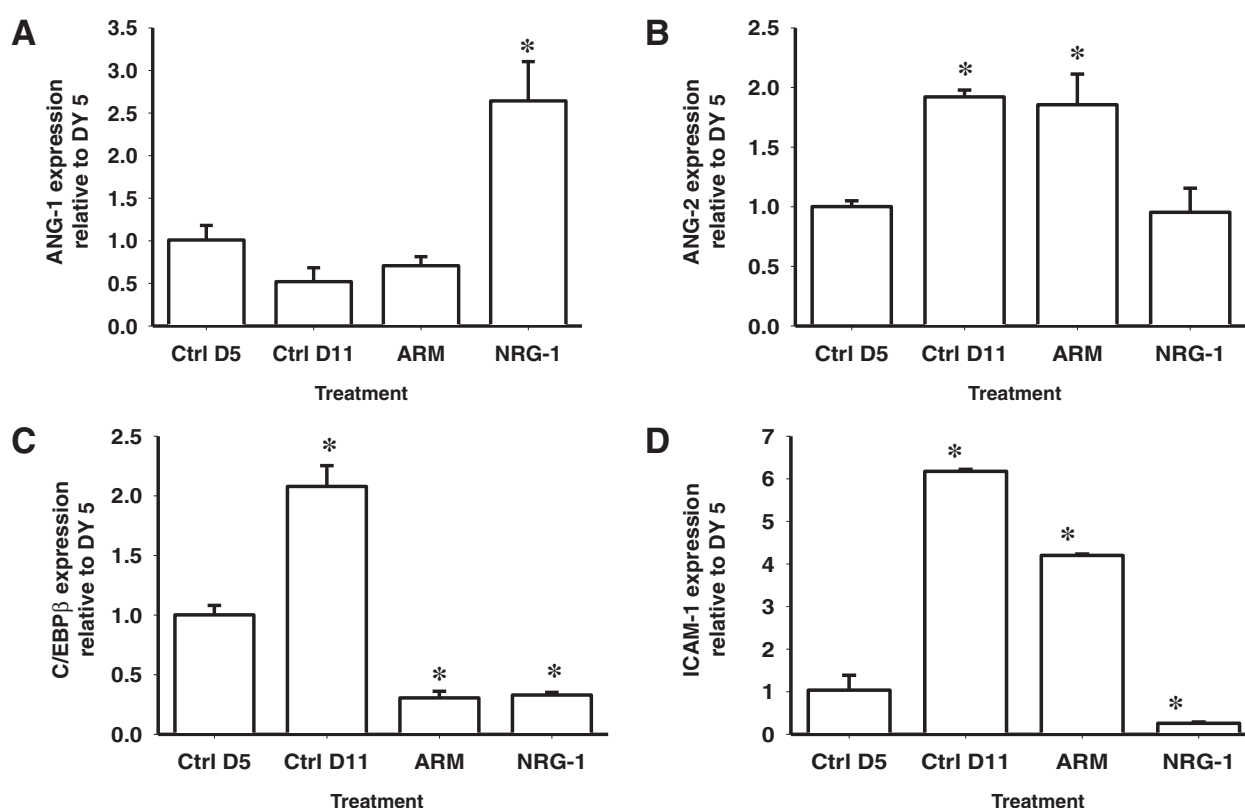 A
ANG-1 expression
relative to DY 5
3.5
3.0
2.5
2.0
1.5
1.0
0.5
0.0
*
Ctrl D5 Ctrl D11 ARM NRG-1
Treatment
B
ANG-2 expression
relative to DY 5
2.5
2.0
1.5
1.0
0.5
0.0
* *
Ctrl D5 Ctrl D11 ARM NRG-1
Treatment
C
C/EBPβ expression
relative to DY 5
2.5
2.0
1.5
1.0
0.5
0.0
* * *
Ctrl D5 Ctrl D11 ARM NRG-1
Treatment
D
ICAM-1 expression
relative to DY 5
7
6
5
4
3
2
1
0
* * *
Ctrl D5 Ctrl D11 ARM NRG-1
Treatment